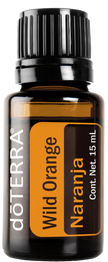 dōTERRA
Wild Orange
Naranja
Cont. Net. 15 mL